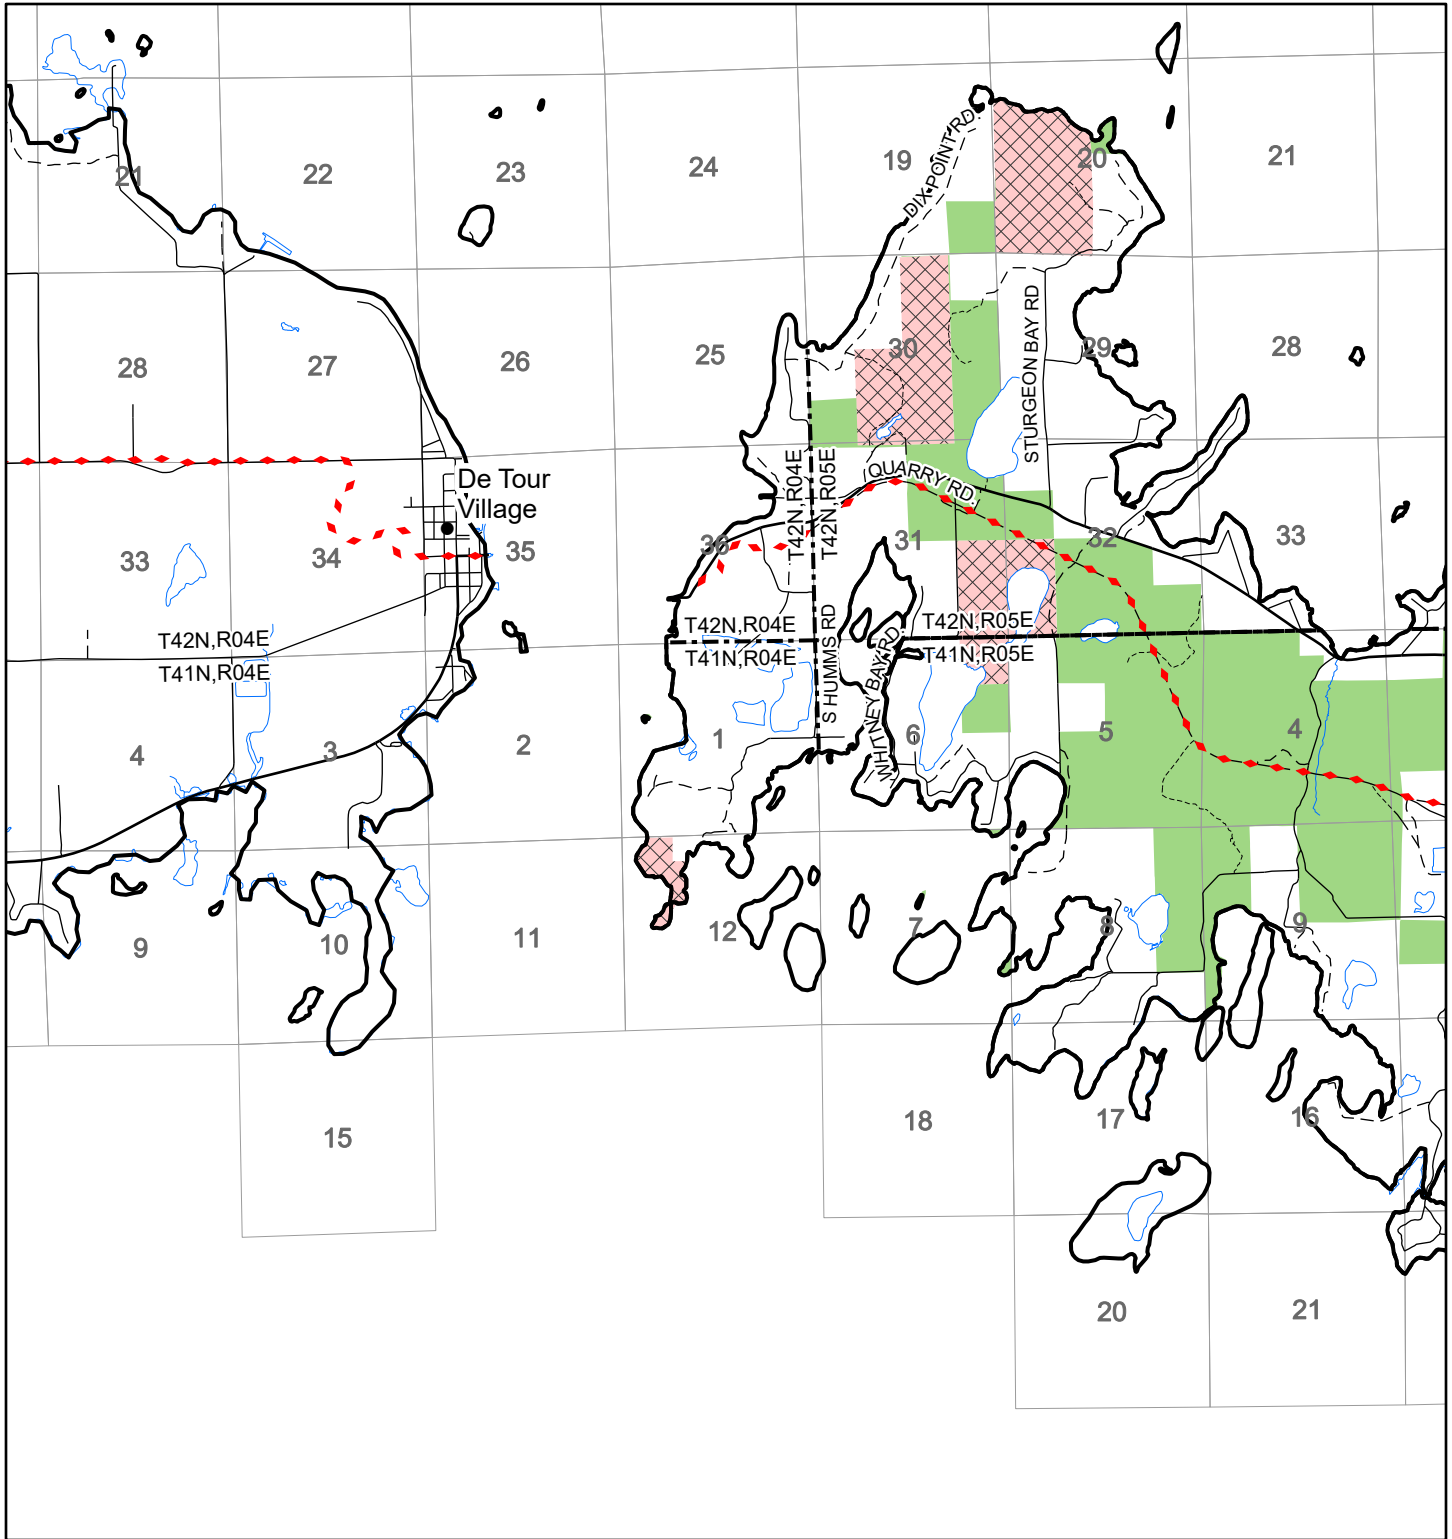 21
22
23
24
19
DIX POINT RD.
20
21
28
27
26
25
30
STURGEON BAY RD
29
28
De Tour
Village
33
34
35
36
T42N,R04E
T42N,R05E
QUARRY RD.
31
32
33
T42N,R04E
T41N,R04E
T42N,R04E
T41N,R04E
S HUMMS RD
WHITNEY BAY RD.
T42N,R05E
T41N,R05E
4
3
2
1
6
5
4
9
10
11
12
7
8
9
15
18
17
16
20
21